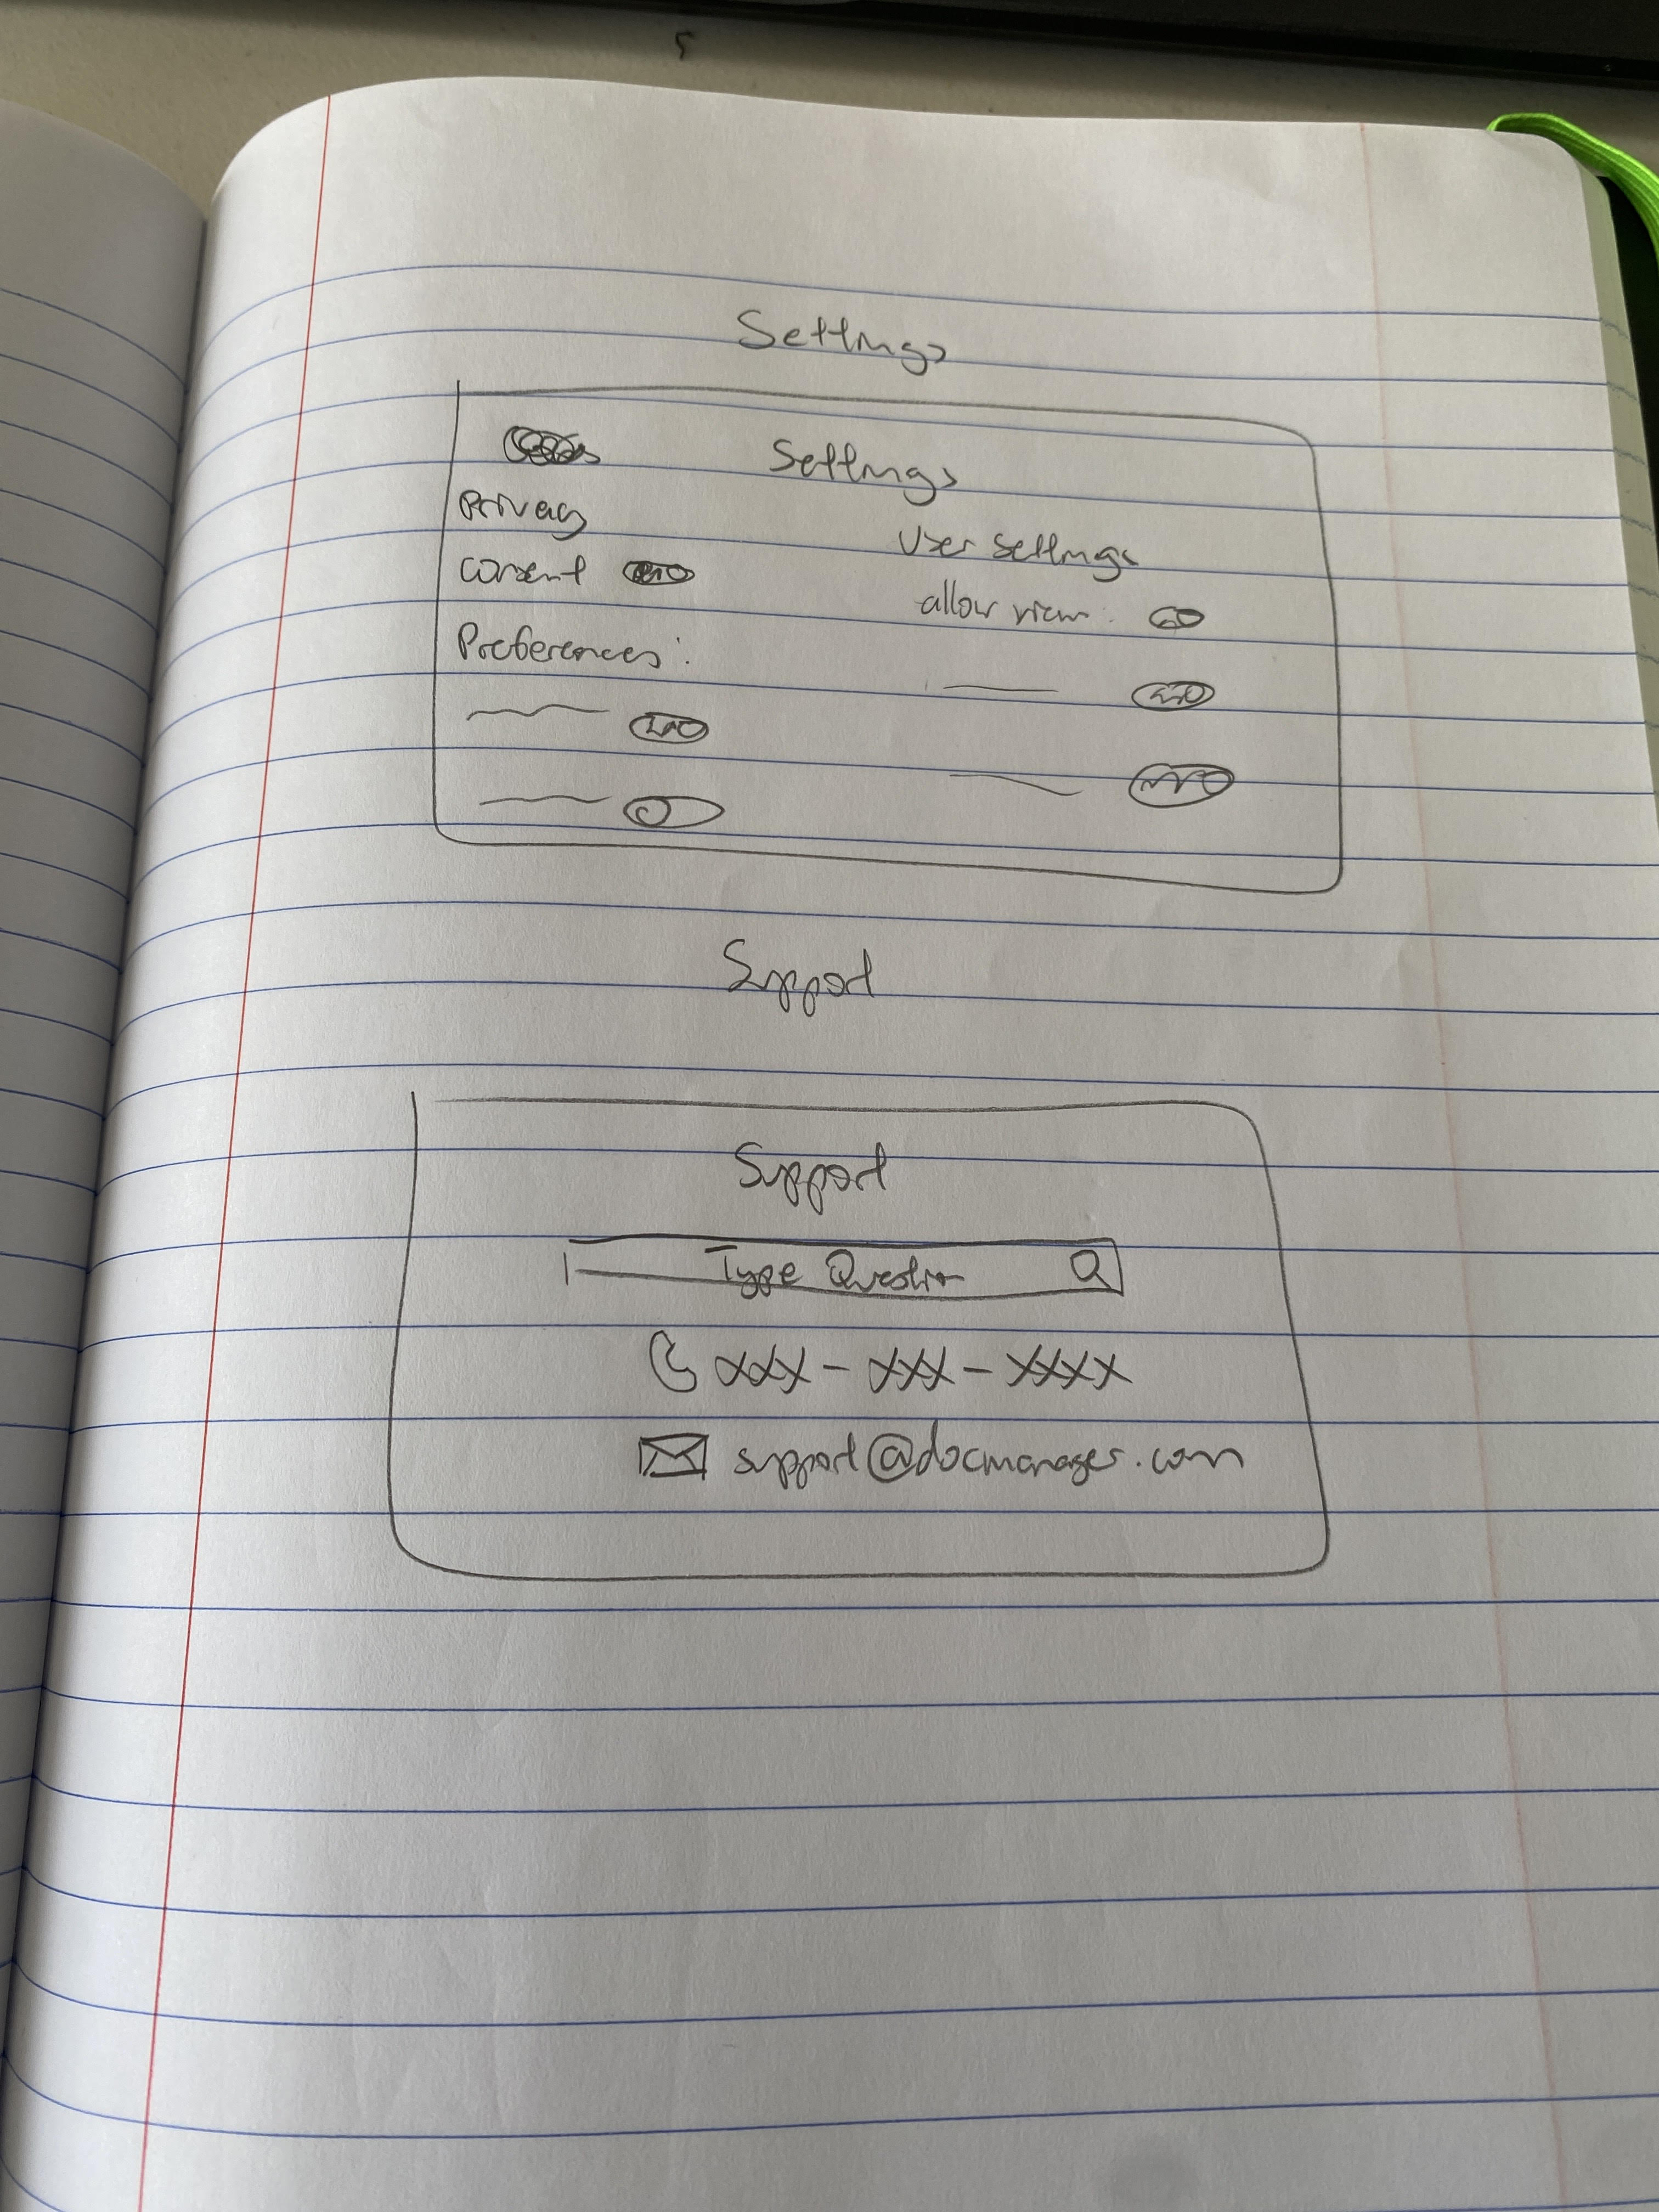 Settings
Settings
Privacy
consent
Preferences:
User settings
allow view:
Support
Support
Type Question
xxx - xxx - xxxx
support@docmanager.com